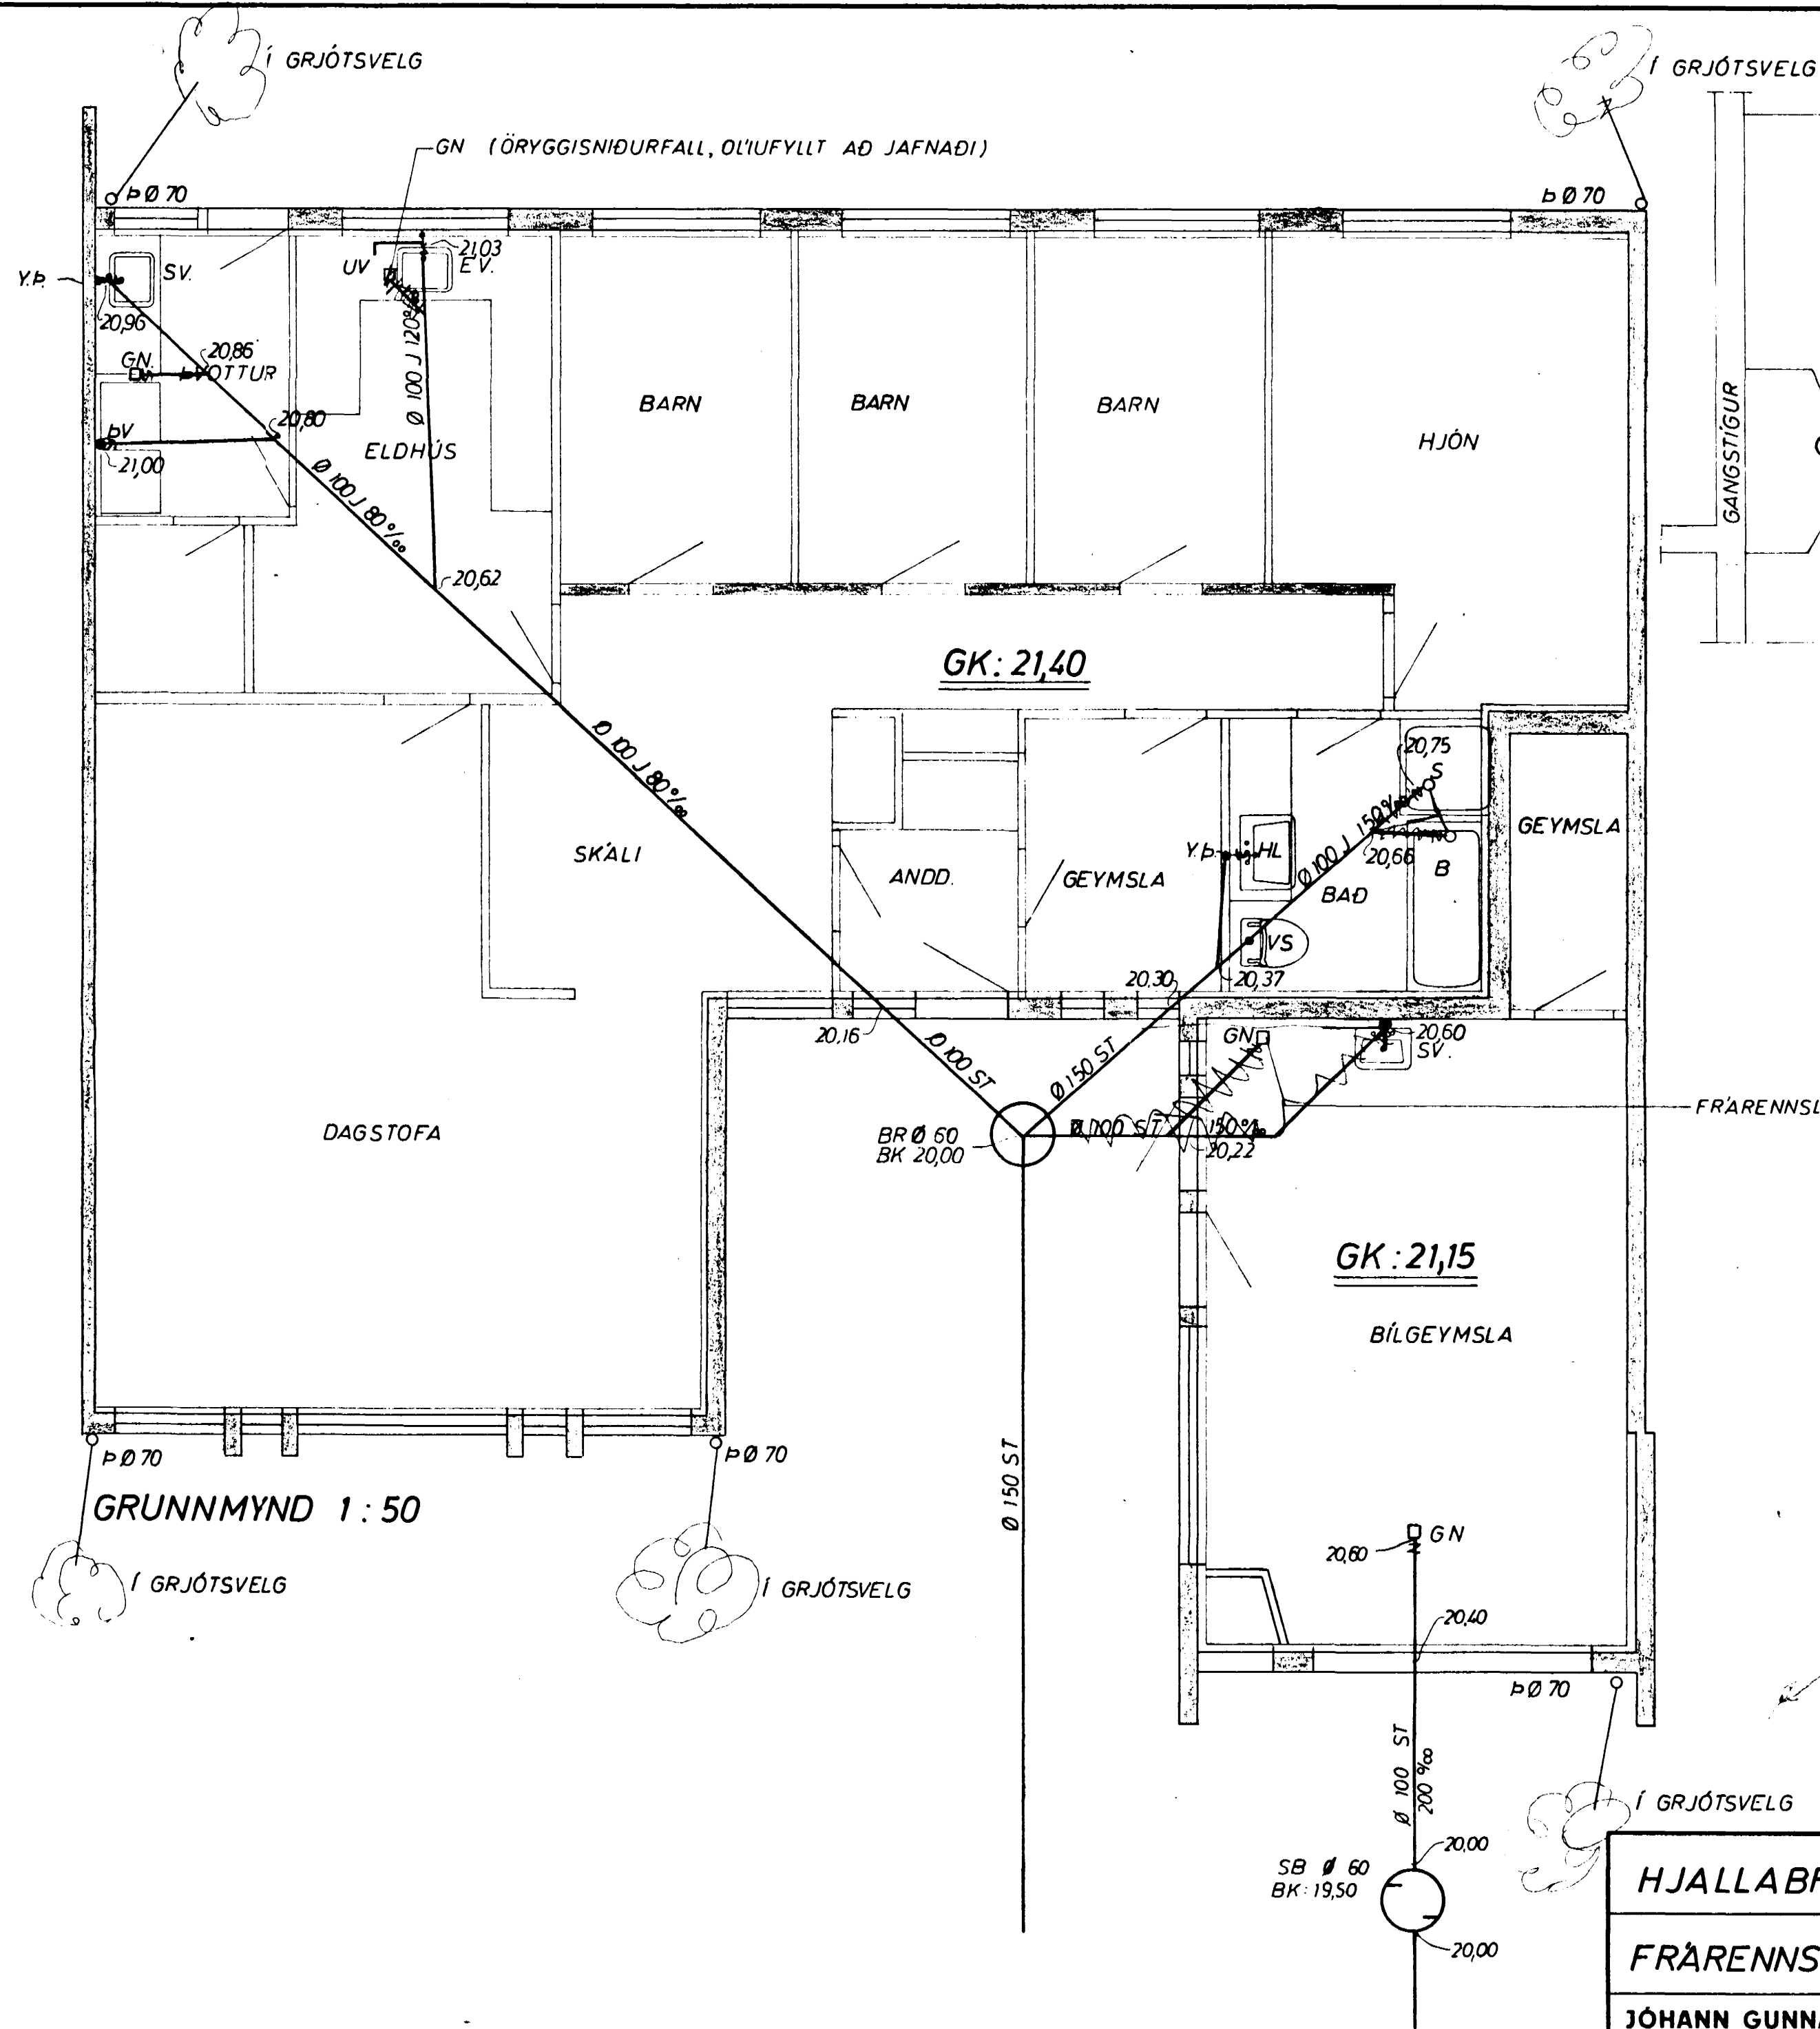 Í GRJÓTSVELG
Í GRJÓTSVELG
GN (ÖRYGGISNIÐURFALL, OLÍUFYLLT AÐ JAFNAÐI)
Þ Ø 70
Þ Ø 70
Y.Þ.
SV.
UV
21,03
E.V.
20,96
GN.
20,86
ÞVOTTUR
Ø 100 J 120‰
BARN
BARN
BARN
HJÓN
GANGSTÍGUR
ÞV
20,80
21,00
ELDHÚS
Ø 100 J 80‰
20,62
GK: 21,40
Ø 100 J 80‰
20,75
S
SKÁLI
ANDD.
GEYMSLA
Y.Þ.
HL
Ø 100 J 150‰
20,66
B
BAÐ
GEYMSLA
VS
20,30
20,37
20,16
Ø 100 ST
Ø 150 ST
GN
20,60
SV.
DAGSTOFA
BR Ø 60
BK 20,00
Ø 100 ST 150‰
20,22
FRÁRENNSL
GK: 21,15
BÍLGEYMSLA
Þ Ø 70
Þ Ø 70
GRUNNMYND 1:50
Ø 150 ST
GN
20,60
Í GRJÓTSVELG
Í GRJÓTSVELG
20,40
Þ Ø 70
Ø 100 ST
200‰
Í GRJÓTSVELG
20,00
SB Ø 60
BK: 19,50
20,00
HJALLABR
FRÁRENNS
JÓHANN GUNN